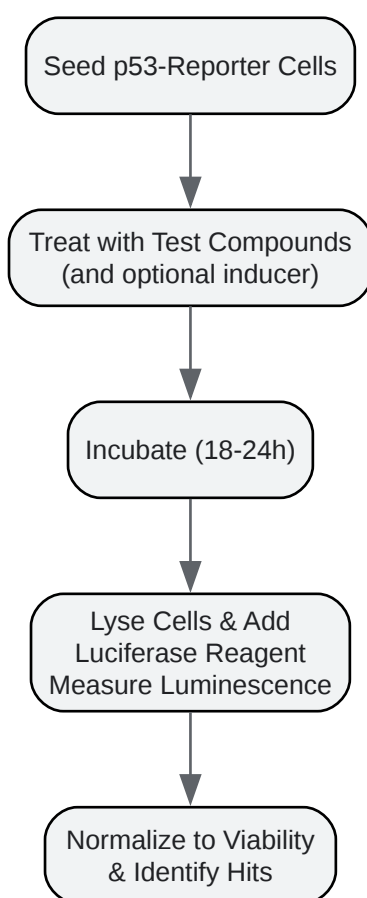 Seed p53-Reporter Cells
Treat with Test Compounds
(and optional inducer)
Incubate (18-24h)
Lyse Cells & Add
Luciferase Reagent
Measure Luminescence
Normalize to Viability
& Identify Hits